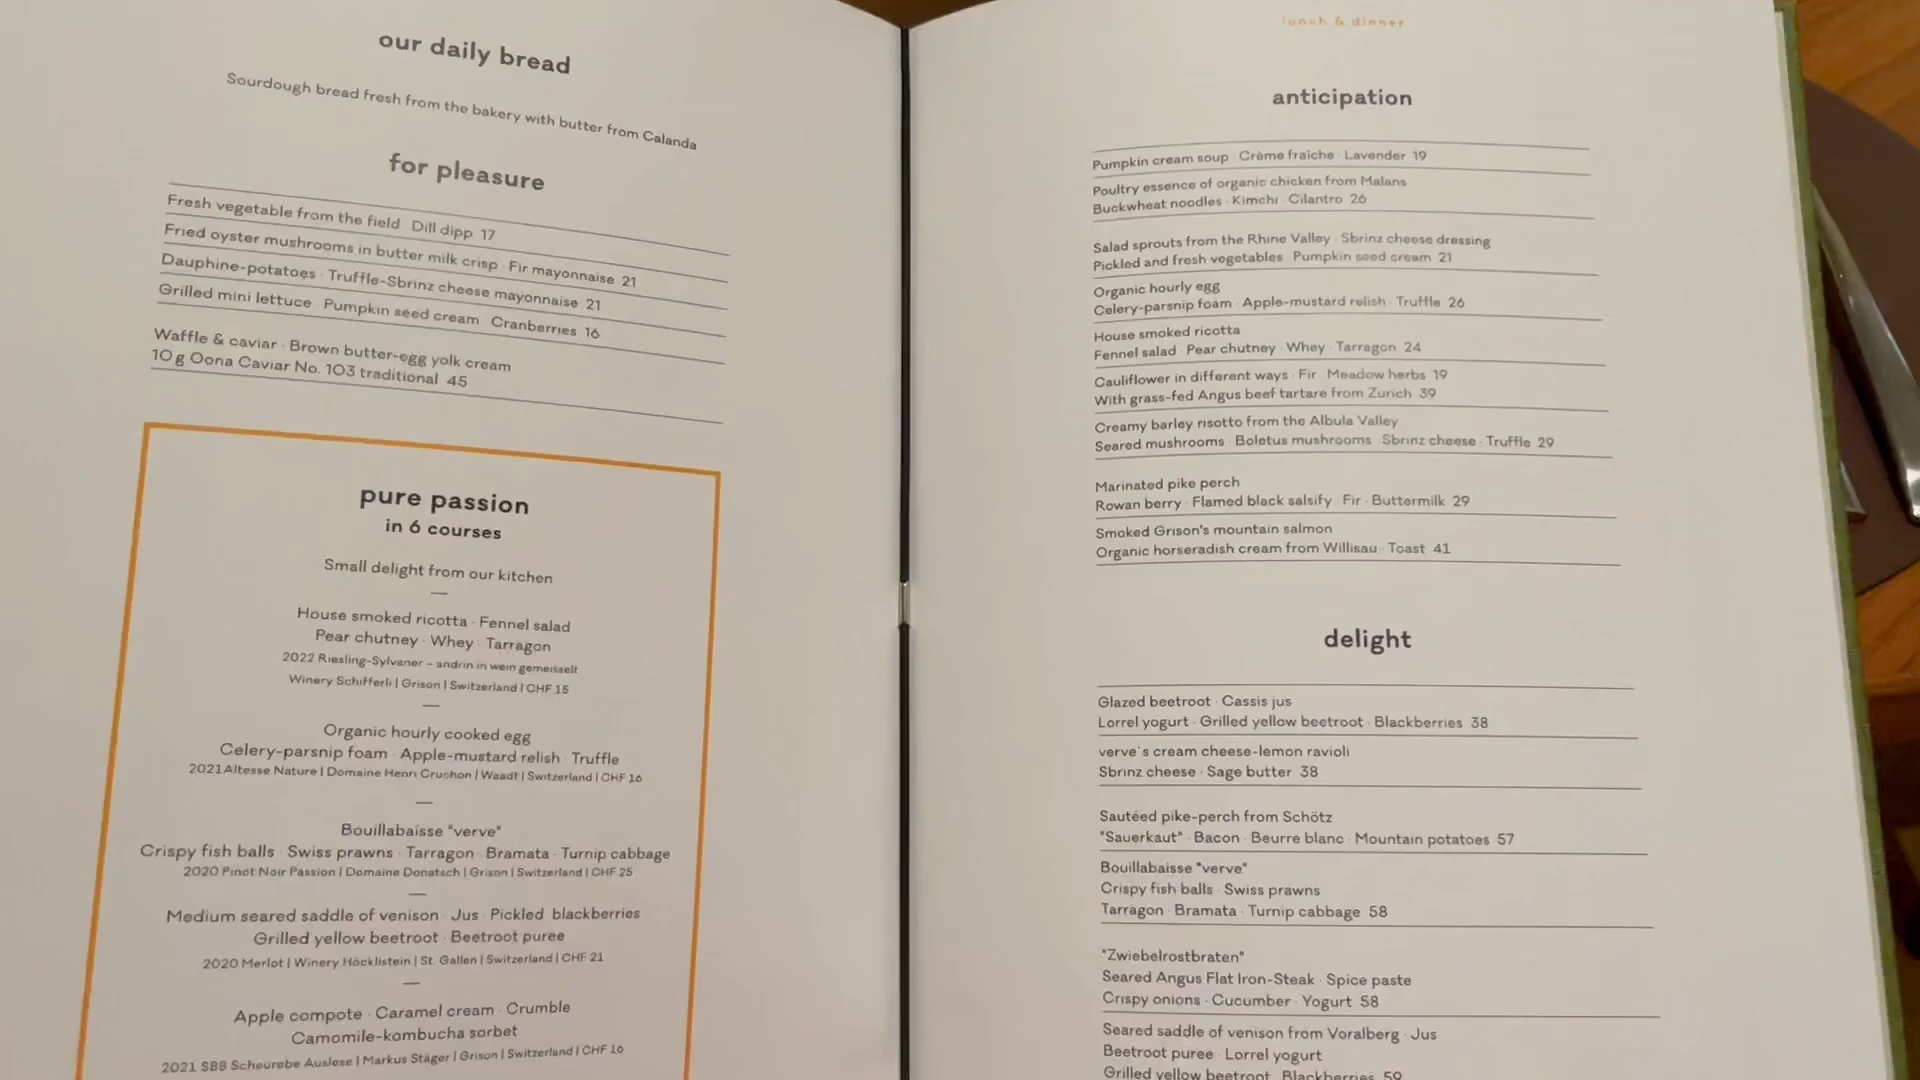 our daily bread
Sourdough bread fresh from the bakery with butter from Calanda
for pleasure
Fresh vegetable from the field Dill dipp 17
Fried oyster mushrooms in butter milk crisp · Fir mayonnaise 21
Dauphine-potatoes · Truffle-Sbrinz cheese mayonnaise 21
Grilled mini lettuce Pumpkin seed cream Cranberries 16
Waffle & caviar · Brown butter-egg yolk cream
10 g Oona Caviar No. 103 traditional 45
pure passion
in 6 courses
Small delight from our kitchen
—
House smoked ricotta · Fennel salad
Pear chutney · Whey · Tarragon
2022 Riesling-Sylvaner – andrin in wein gemeisselt
Winery Schifferli | Grison | Switzerland | CHF 15
—
Organic hourly cooked egg
Celery-parsnip foam · Apple-mustard relish · Truffle
2021 Altesse Nature | Domaine Henri Cruchon | Waadt | Switzerland | CHF 16
—
Bouillabaisse "verve"
Crispy fish balls · Swiss prawns · Tarragon · Bramata · Turnip cabbage
2020 Pinot Noir Passion | Domaine Donatsch | Grison | Switzerland | CHF 25
—
Medium seared saddle of venison · Jus · Pickled blackberries
Grilled yellow beetroot · Beetroot puree
2020 Merlot | Winery Höcklistein | St. Gallen | Switzerland | CHF 21
—
Apple compote · Caramel cream · Crumble
Camomile-kombucha sorbet
2021 SBB Scheurebe Auslese | Markus Stäger | Grison | Switzerland | CHF 16
lunch & dinner
anticipation
Pumpkin cream soup · Crème fraîche · Lavender 19
Poultry essence of organic chicken from Malans
Buckwheat noodles · Kimchi · Cilantro 26
Salad sprouts from the Rhine Valley · Sbrinz cheese dressing
Pickled and fresh vegetables Pumpkin seed cream 21
Organic hourly egg
Celery-parsnip foam · Apple-mustard relish · Truffle 26
House smoked ricotta
Fennel salad · Pear chutney · Whey · Tarragon 24
Cauliflower in different ways · Fir Meadow herbs 19
With grass-fed Angus beef tartare from Zurich 39
Creamy barley risotto from the Albula Valley
Seared mushrooms · Boletus mushrooms Sbrinz cheese · Truffle 29
Marinated pike perch
Rowan berry · Flamed black salsify · Fir · Buttermilk 29
Smoked Grison's mountain salmon
Organic horseradish cream from Willisau · Toast 41
delight
Glazed beetroot · Cassis jus
Lorrel yogurt · Grilled yellow beetroot · Blackberries 38
verve's cream cheese-lemon ravioli
Sbrinz cheese · Sage butter 38
Sautéed pike-perch from Schötz
"Sauerkaut" · Bacon · Beurre blanc · Mountain potatoes 57
Bouillabaisse "verve"
Crispy fish balls · Swiss prawns
Tarragon · Bramata · Turnip cabbage 58
"Zwiebelrostbraten"
Seared Angus Flat Iron-Steak · Spice paste
Crispy onions · Cucumber · Yogurt 58
Seared saddle of venison from Voralberg · Jus
Beetroot puree · Lorrel yogurt
Grilled yellow beetroot Blackberries 59